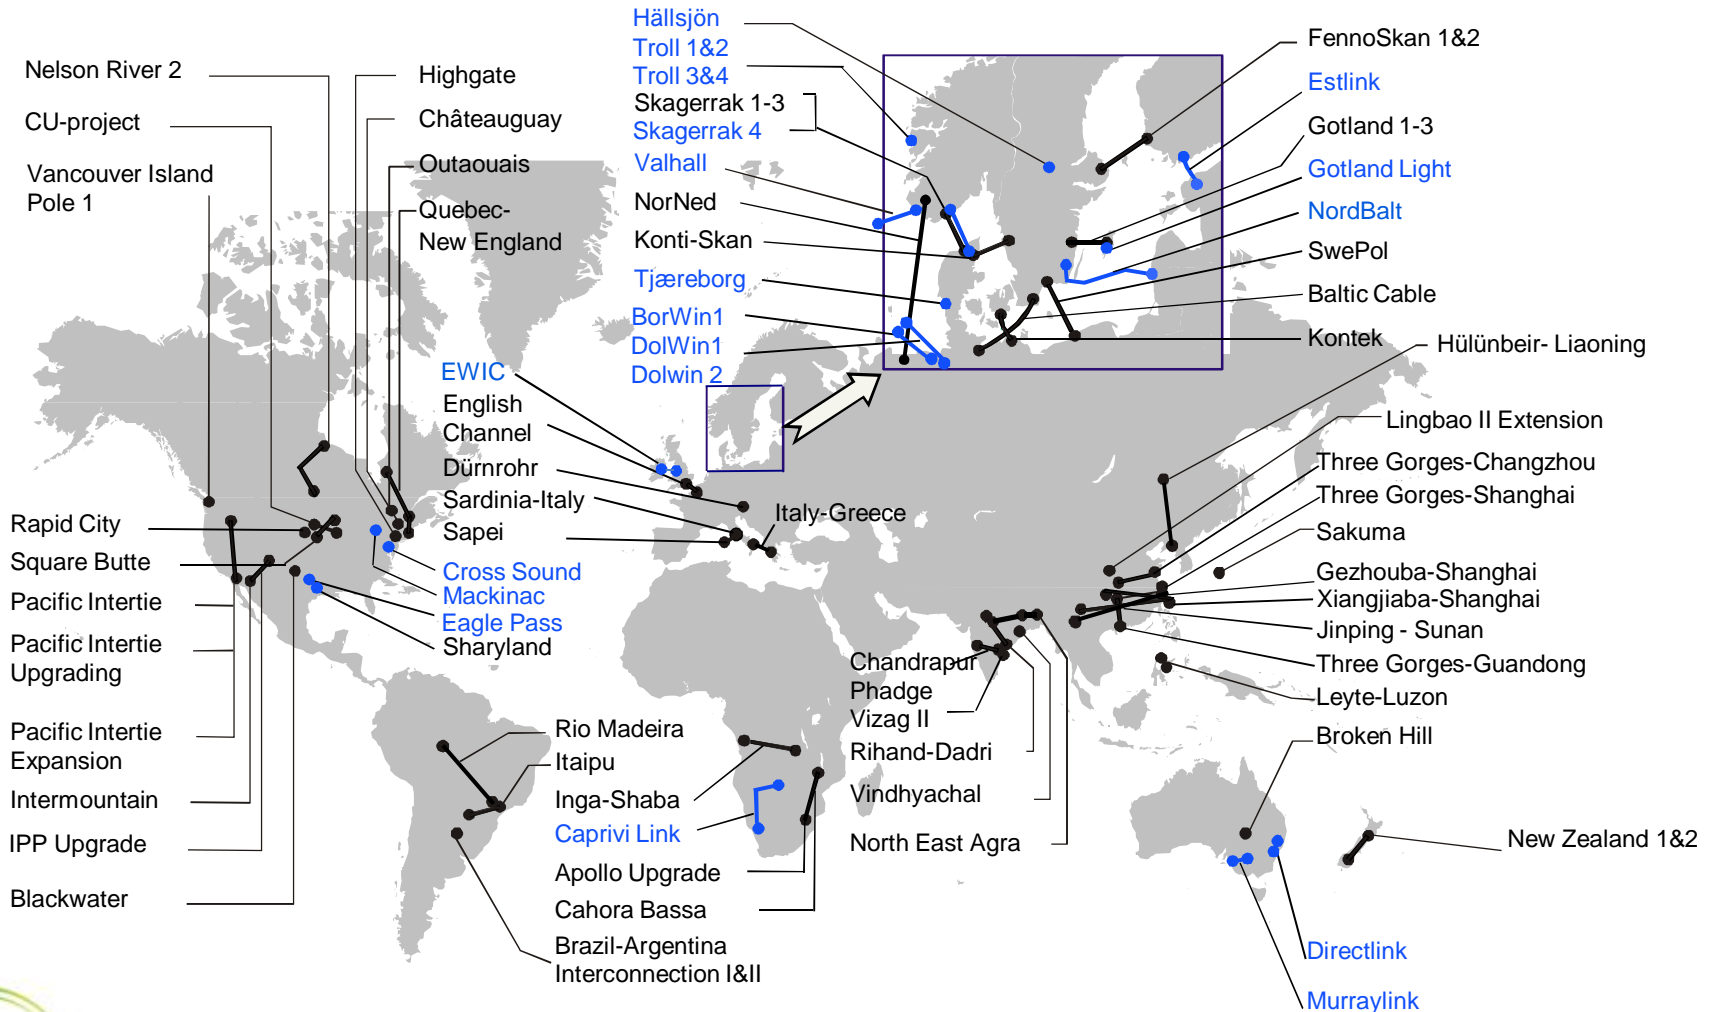 Nelson River 2
CU-project
Vancouver Island
Pole 1
Rapid City
Square Butte
Pacific Intertie
Pacific Intertie
Upgrading
Pacific Intertie
Expansion
Intermountain
IPP Upgrade
Blackwater
Highgate
Châteauguay
Outaouais
Quebec-
New England
EWIC
English
Channel
Dürnrohr
Sardinia-Italy
Sapei
Italy-Greece
Cross Sound
Mackinac
Eagle Pass
Sharyland
Rio Madeira
Itaipu
Inga-Shaba
Caprivi Link
Apollo Upgrade
Cahora Bassa
Brazil-Argentina
Interconnection I&II
Hällsjön
Troll 1&2
Troll 3&4
Skagerrak 1-3
Skagerrak 4
Valhall
NorNed
Konti-Skan
Tjæreborg
BorWin1
DolWin1
Dolwin 2
FennoSkan 1&2
Estlink
Gotland 1-3
Gotland Light
NordBalt
SwePol
Baltic Cable
Kontek
Hülünbeir- Liaoning
Lingbao II Extension
Three Gorges-Changzhou
Three Gorges-Shanghai
Sakuma
Gezhouba-Shanghai
Xiangjiaba-Shanghai
Jinping - Sunan
Three Gorges-Guandong
Leyte-Luzon
Broken Hill
Chandrapur
Phadge
Vizag II
Rihand-Dadri
Vindhyachal
North East Agra
New Zealand 1&2
Directlink
Murraylink